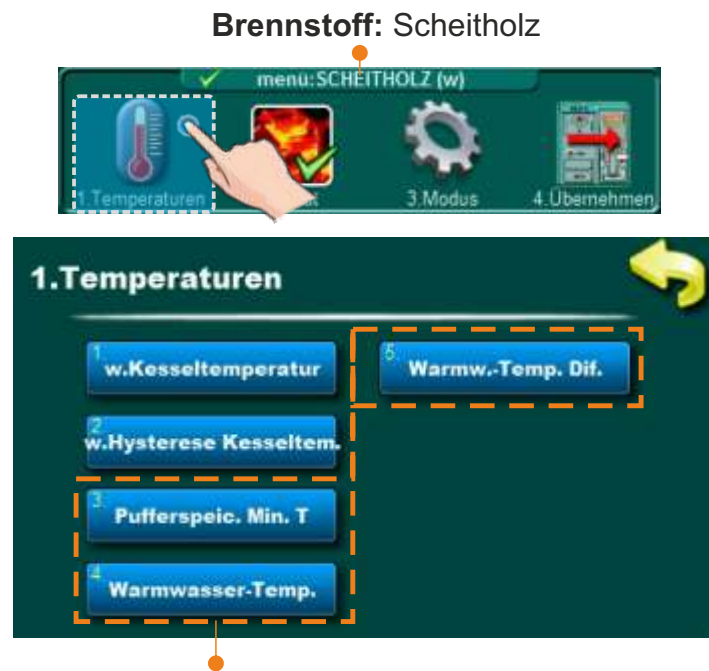 Brennstoff: Scheitholz
menu:SCHEITHOLZ (w)
1.Temperaturen
3.Modus
4.Übernehmen
1.Temperaturen
1
w.Kesseltemperatur
5.
Warmw.-Temp. Dif.
2
w.Hysterese Kesseltem.
3.
Pufferspeic. Min. T
4
Warmwasser-Temp.